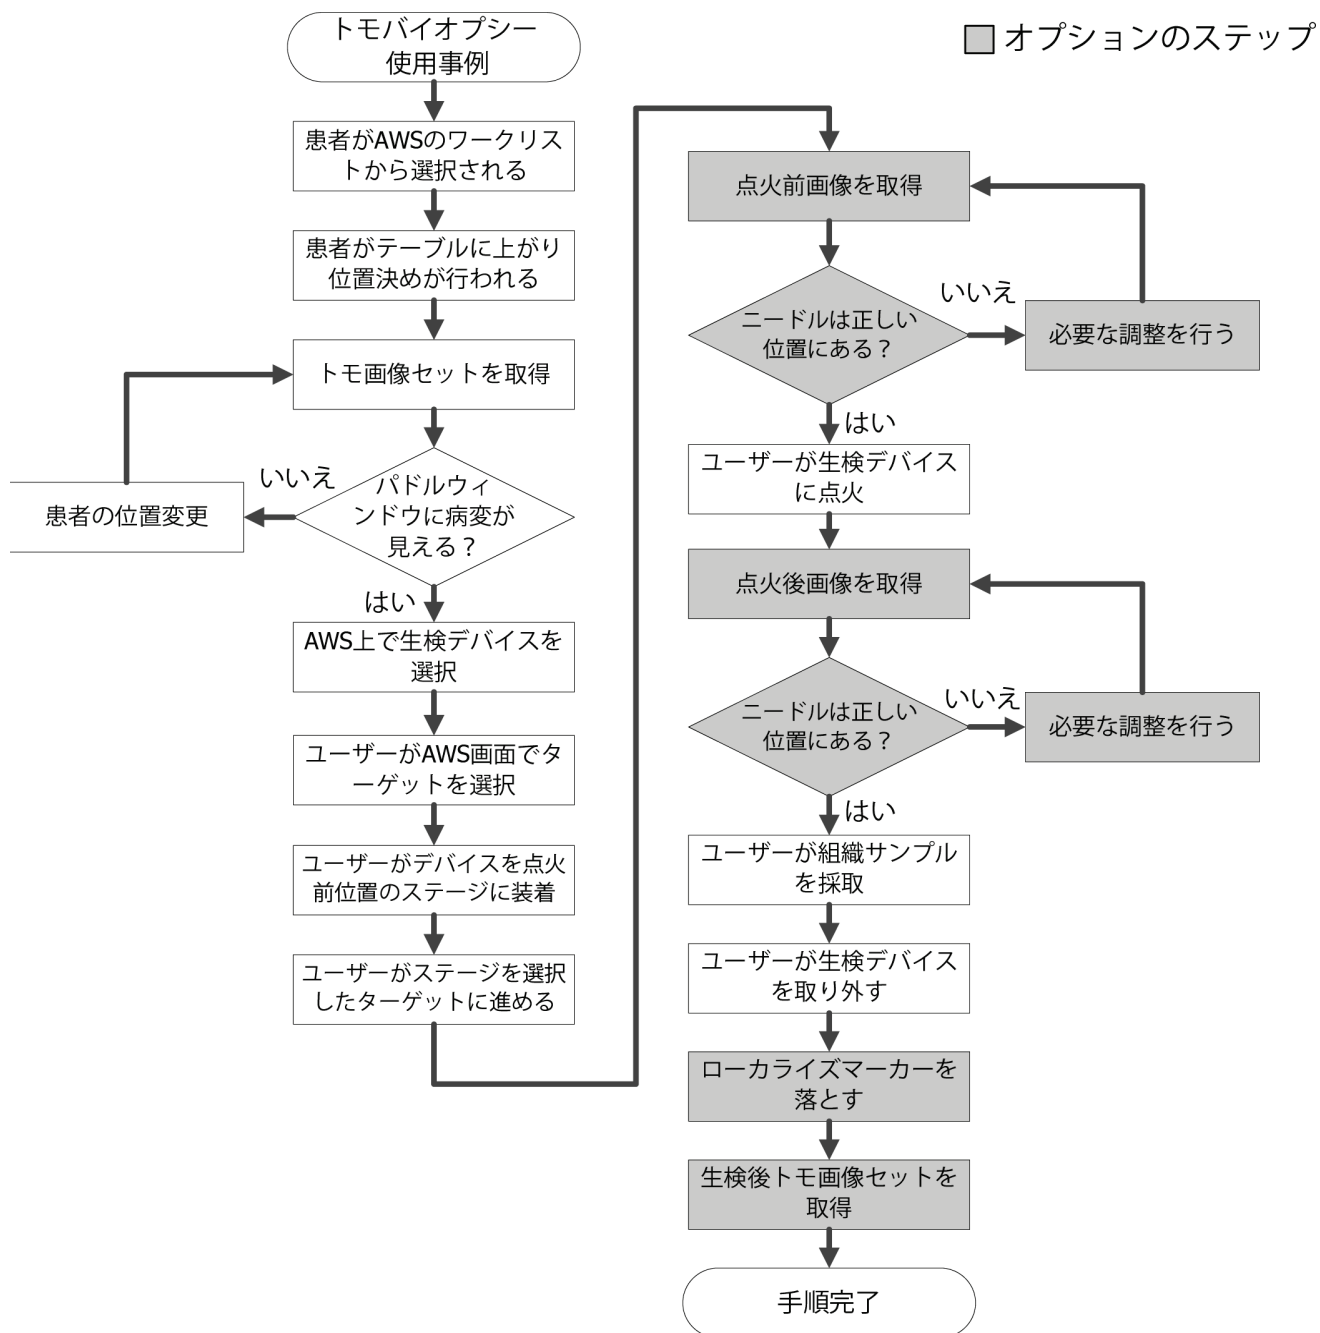 トモバイオプシー
使用事例
オプションのステップ
患者がAWSのワークリス
トから選択される
患者がテーブルに上がり
位置決めが行われる
トモ画像セットを取得
パドルウィ
ンドウに病変が
見える？
いいえ
患者の位置変更
はい
AWS上で生検デバイスを
選択
ユーザーがAWS画面でタ
ーゲットを選択
ユーザーがデバイスを点火
前位置のステージに装着
ユーザーがステージを選択
したターゲットに進める
点火前画像を取得
ニードルは正しい
位置にある？
いいえ
必要な調整を行う
はい
ユーザーが生検デバイス
に点火
点火後画像を取得
ニードルは正しい
位置にある？
いいえ
必要な調整を行う
はい
ユーザーが組織サンプル
を採取
ユーザーが生検デバイス
を取り外す
ローカライズマーカーを
落とす
生検後トモ画像セットを
取得
手順完了